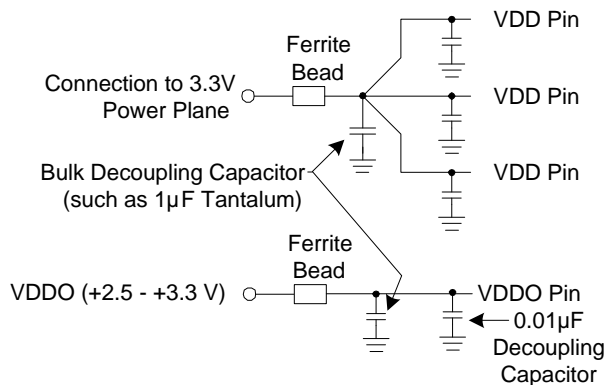 VDD Pin
Ferrite
Bead
Connection to 3.3V
Power Plane
VDD Pin
Bulk Decoupling Capacitor
(such as 1µF Tantalum)
VDD Pin
Ferrite
Bead
VDDO (+2.5 - +3.3 V)
VDDO Pin
0.01µF
Decoupling
Capacitor